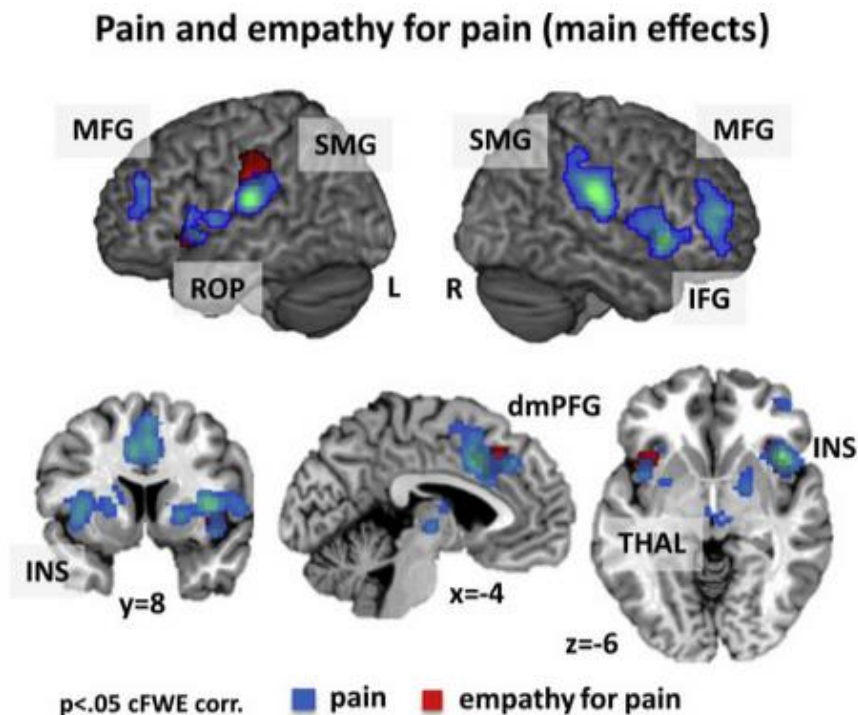 Pain and empathy for pain (main effects)
MFG
SMG
SMG
MFG
ROP
L
R
IFG
dmPFG
INS
INS
THAL
y=8
x=-4
z=-6
p<.05 cFWE corr.
pain
empathy for pain